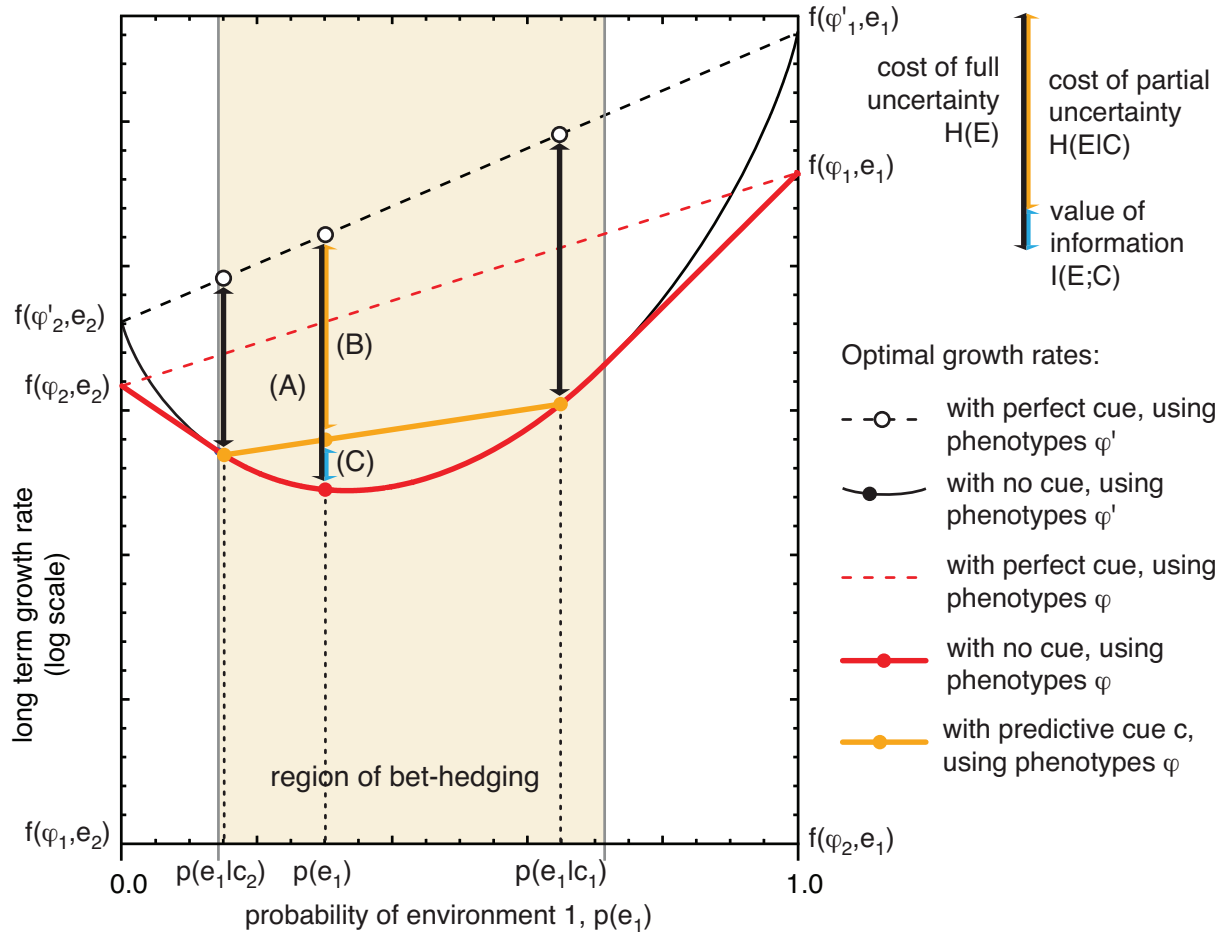 f(φ'₁,e₁)
f(φ₁,e₁)
f(φ'₂,e₂)
f(φ₂,e₂)
f(φ₁,e₂)
f(φ₂,e₁)
long term growth rate
(log scale)
(A)
(B)
(C)
region of bet-hedging
0.0
p(e₁|c₂)
p(e₁)
p(e₁|c₁)
1.0
probability of environment 1, p(e₁)
cost of full
uncertainty
H(E)
cost of partial
uncertainty
H(E|C)
value of
information
I(E;C)
Optimal growth rates:
with perfect cue, using
phenotypes φ'
with no cue, using
phenotypes φ'
with perfect cue, using
phenotypes φ
with no cue, using
phenotypes φ
with predictive cue c,
using phenotypes φ